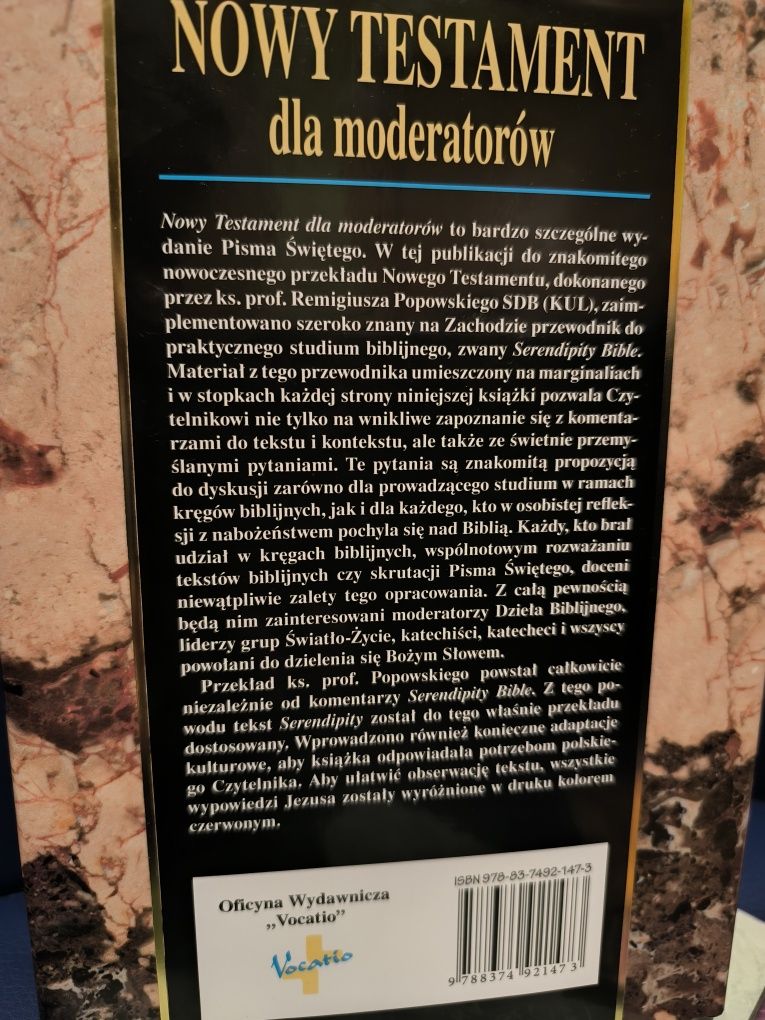 NOWY TESTAMENT
dla moderatorów
Nowy Testament dla moderatorów to bardzo szczególne wy-
danie Pisma Świętego. W tej publikacji do znakomitego
nowoczesnego przekładu Nowego Testamentu, dokonanego
przez ks. prof. Remigiusza Popowskiego SDB (KUL), zaim-
plementowano szeroko znany na Zachodzie przewodnik do
praktycznego studium biblijnego, zwany Serendipity Bible.
Materiał z tego przewodnika umieszczony na marginaliach
i w stopkach każdej strony niniejszej książki pozwala Czy-
telnikowi nie tylko na wnikliwe zapoznanie się z komenta-
rzami do tekstu i kontekstu, ale także ze świetnie przemy-
ślanymi pytaniami. Te pytania są znakomitą propozycją
do dyskusji zarówno dla prowadzącego studium w ramach
kręgów biblijnych, jak i dla każdego, kto w osobistej reflek-
sji z nabożeństwem pochyla się nad Biblią. Każdy, kto brał
udział w kręgach biblijnych, wspólnotowym rozważaniu
tekstów biblijnych czy skrutacji Pisma Świętego, doceni
niewątpliwie zalety tego opracowania. Z całą pewnością
będą nim zainteresowani moderatorzy Dzieła Biblijnego,
liderzy grup Światło-Życie, katechiści, katecheci i wszyscy
powołani do dzielenia się Bożym Słowem.
Przekład ks. prof. Popowskiego powstał całkowicie
niezależnie od komentarzy Serendipity Bible. Z tego po-
wodu tekst Serendipity został do tego właśnie przekładu
dostosowany. Wprowadzono również konieczne adaptacje
kulturowe, aby książka odpowiadała potrzebom polskie-
go Czytelnika. Aby ułatwić obserwację tekstu, wszystkie
wypowiedzi Jezusa zostały wyróżnione w druku kolorem
czerwonym.
Oficyna Wydawnicza
„Vocatio”
Vocatio
ISBN 978-83-7492-147-3
9 788374 921473